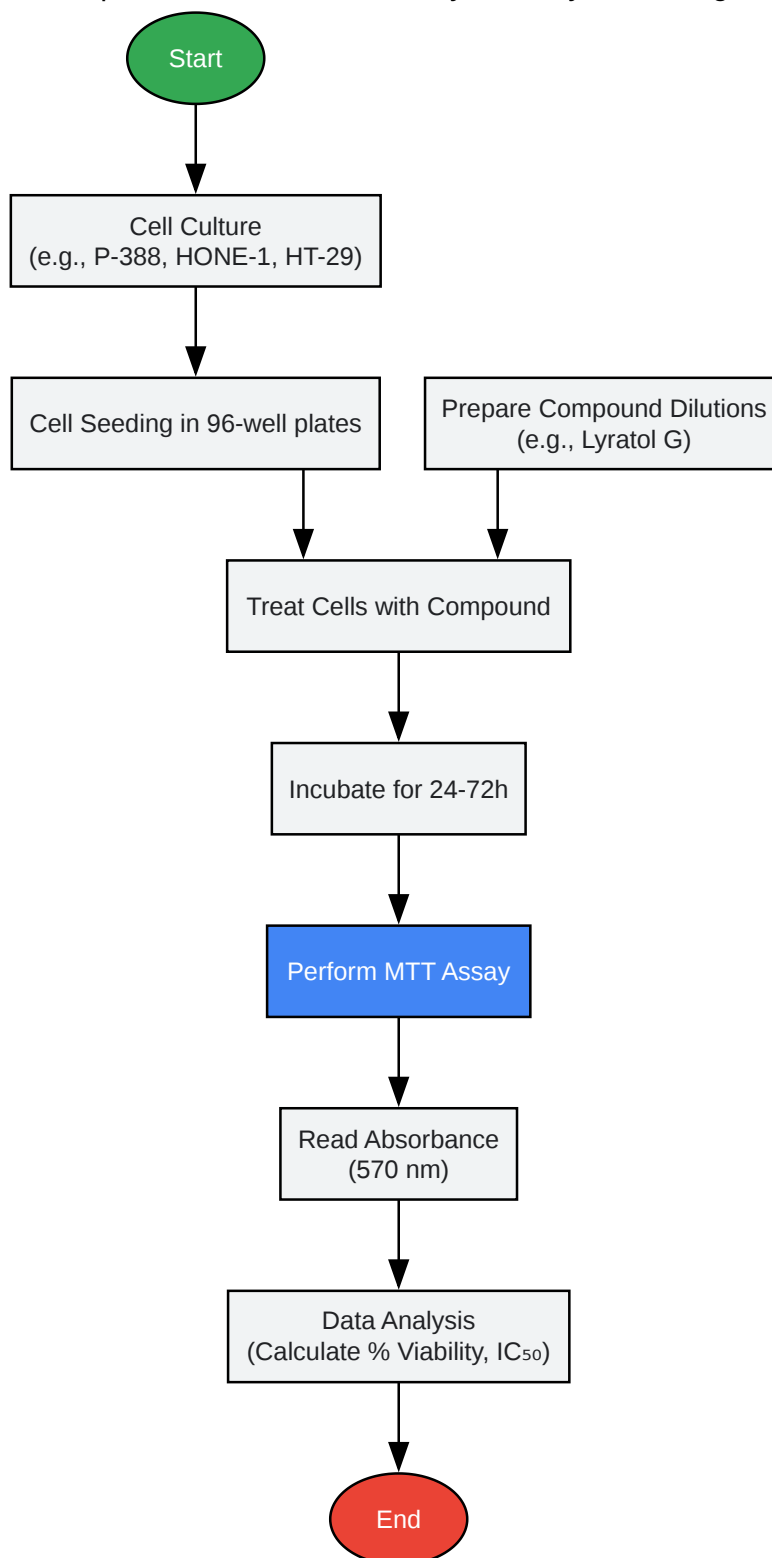 Start
Cell Culture
(e.g., P-388, HONE-1, HT-29)
Cell Seeding in 96-well plates
Prepare Compound Dilutions
(e.g., Lyratol G)
Treat Cells with Compound
Incubate for 24-72h
Perform MTT Assay
Read Absorbance
(570 nm)
Data Analysis
(Calculate % Viability, IC₅₀)
End